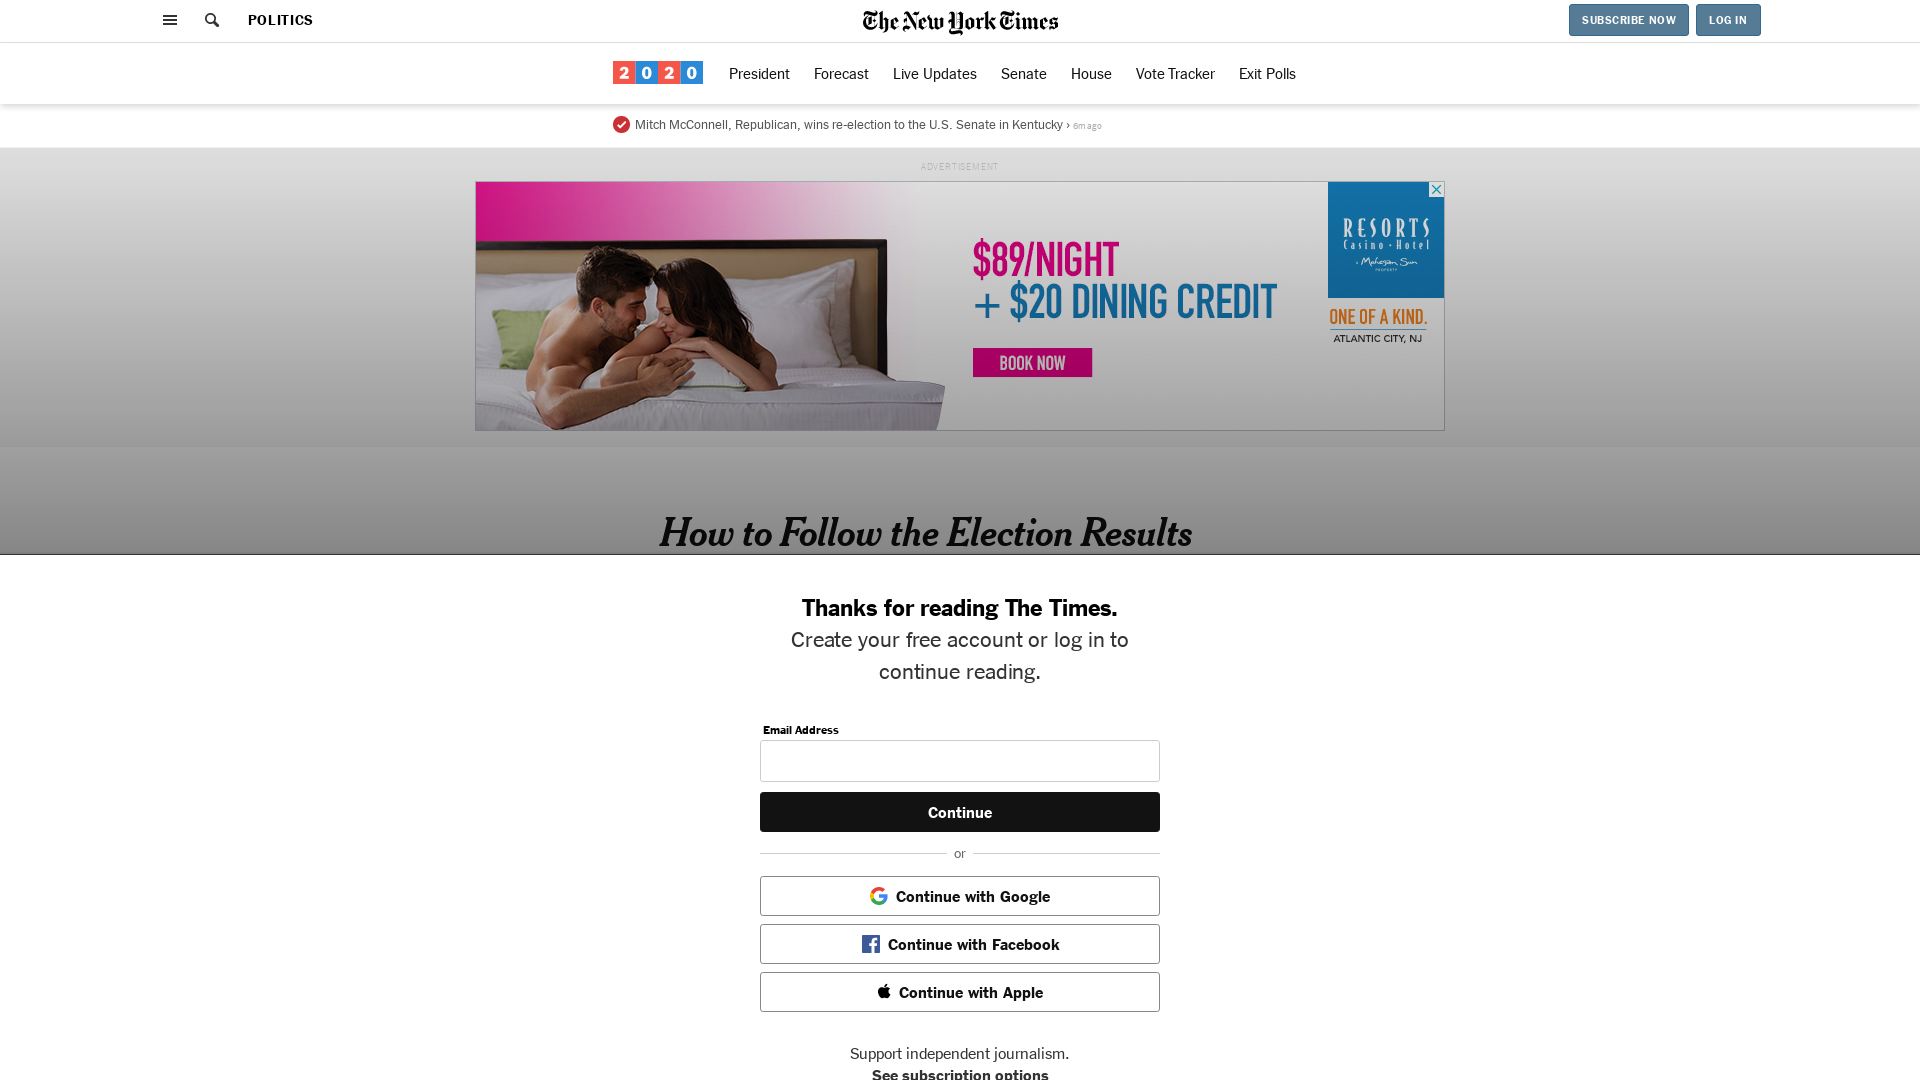 POLITICS
The New York Times
SUBSCRIBE NOW
LOG IN
2020
President
Forecast
Live Updates
Senate
House
Vote Tracker
Exit Polls
Mitch McConnell, Republican, wins re-election to the U.S. Senate in Kentucky › 6m ago
ADVERTISEMENT
$89/NIGHT
+ $20 DINING CREDIT
BOOK NOW
RESORTS
Casino • Hotel
A Mohegan Sun
PROPERTY
ONE OF A KIND.
ATLANTIC CITY, NJ
How to Follow the Election Results
Thanks for reading The Times.
Create your free account or log in to
continue reading.
Email Address
Continue
or
Continue with Google
Continue with Facebook
Continue with Apple
Support independent journalism.
See subscription options